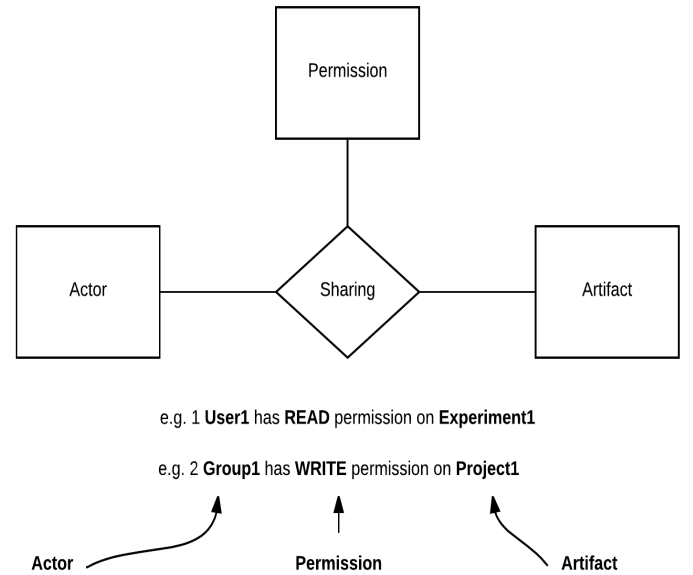 Permission
Actor
Sharing
Artifact
e.g. 1 User1 has READ permission on Experiment1
e.g. 2 Group1 has WRITE permission on Project1
Actor
Permission
Artifact